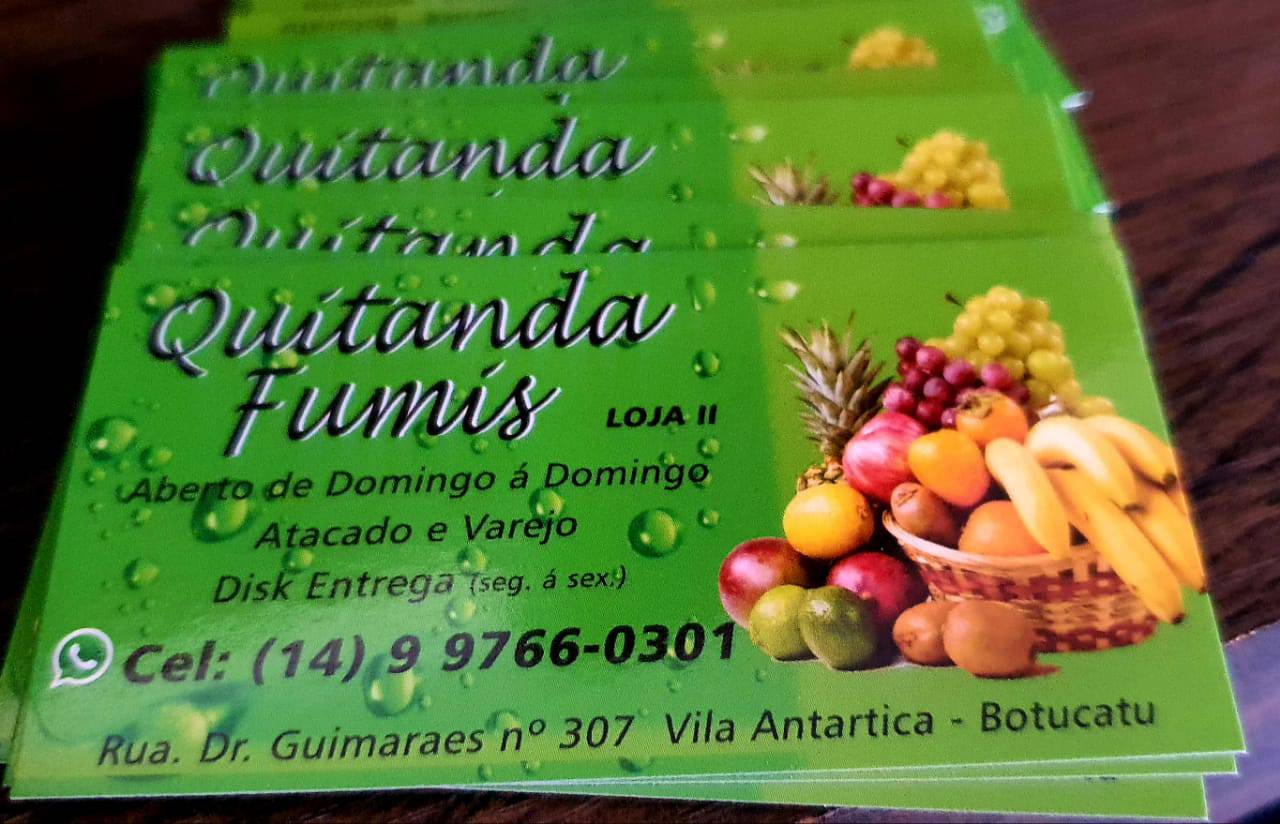 Quitanda
Quitanda
Quitanda
Quitanda
Fumis
LOJA II
Aberto de Domingo á Domingo
Atacado e Varejo
Disk Entrega (seg. á sex.)
Cel: (14) 9 9766-0301
Rua. Dr. Guimaraes nº 307 Vila Antartica - Botucatu